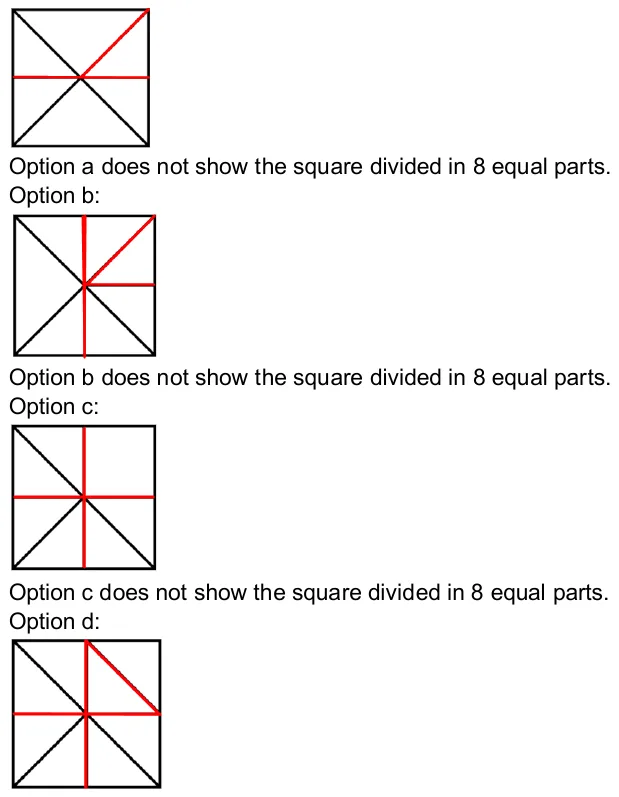 Option a does not show the square divided in 8 equal parts.
Option b:
Option b does not show the square divided in 8 equal parts.
Option c:
Option c does not show the square divided in 8 equal parts.
Option d: